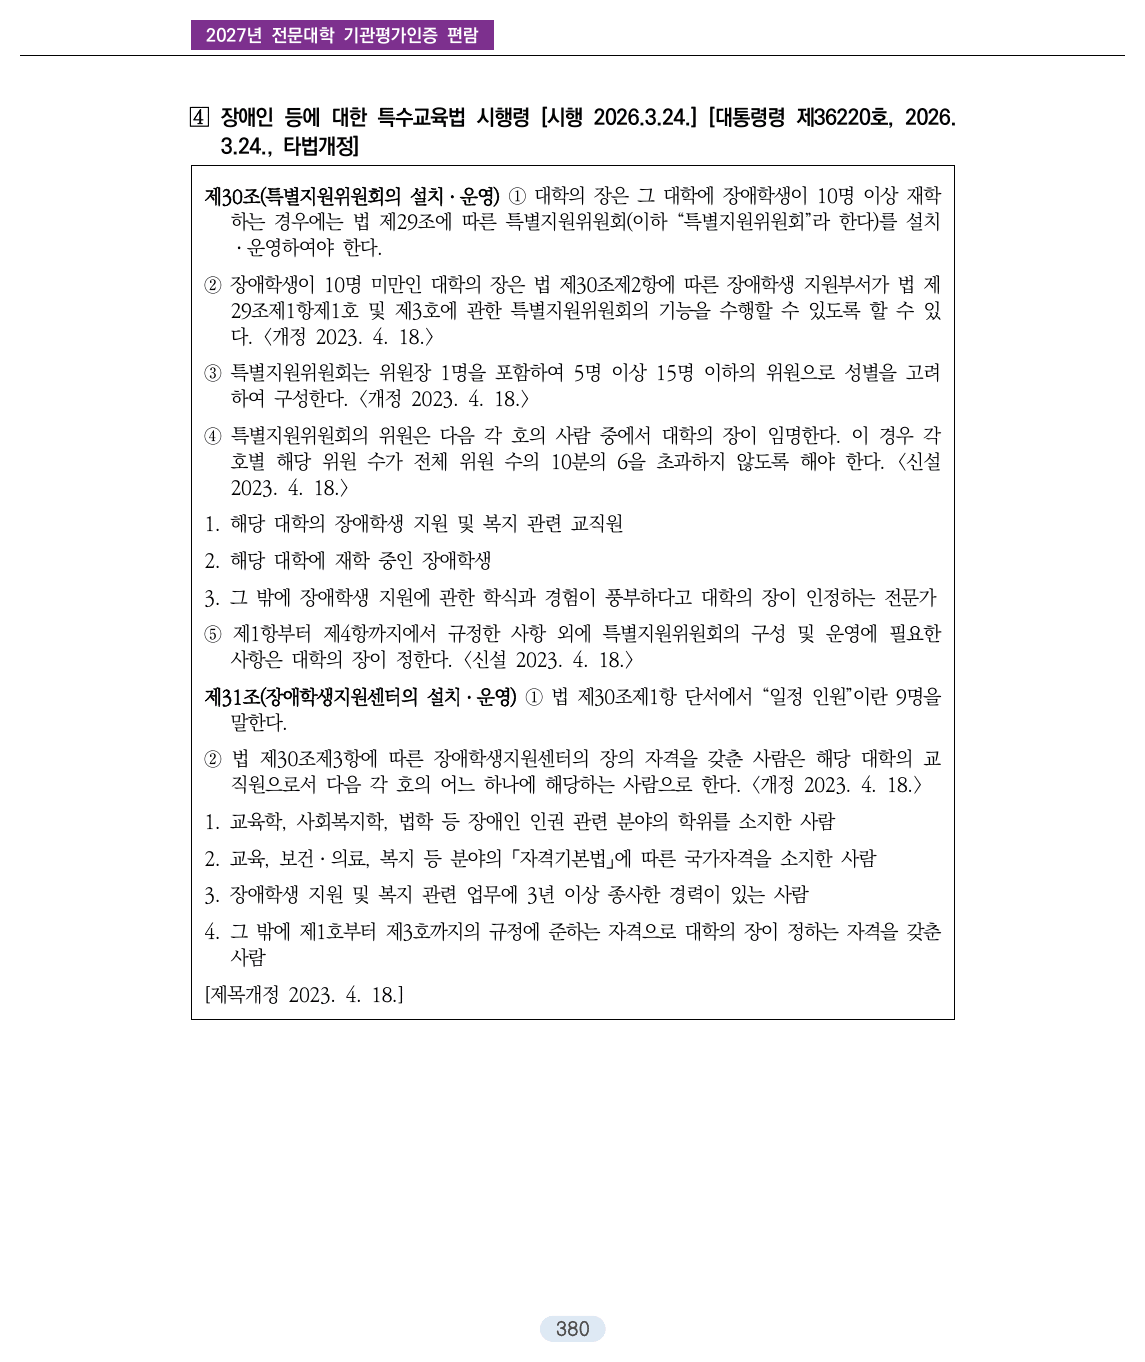 2027년 전문대학 기관평가인증 편람
4 장애인 등에 대한 특수교육법 시행령 [시행 2026.3.24.] [대통령령 제36220호, 2026.
3.24., 타법개정]
제30조(특별지원위원회의 설치·운영) ① 대학의 장은 그 대학에 장애학생이 10명 이상 재학
하는 경우에는 법 제29조에 따른 특별지원위원회(이하 “특별지원위원회”라 한다)를 설치
·운영하여야 한다.
② 장애학생이 10명 미만인 대학의 장은 법 제30조제2항에 따른 장애학생 지원부서가 법 제
29조제1항제1호 및 제3호에 관한 특별지원위원회의 기능을 수행할 수 있도록 할 수 있
다. 〈개정 2023. 4. 18.〉
③ 특별지원위원회는 위원장 1명을 포함하여 5명 이상 15명 이하의 위원으로 성별을 고려
하여 구성한다. 〈개정 2023. 4. 18.〉
④ 특별지원위원회의 위원은 다음 각 호의 사람 중에서 대학의 장이 임명한다. 이 경우 각
호별 해당 위원 수가 전체 위원 수의 10분의 6을 초과하지 않도록 해야 한다. 〈신설
2023. 4. 18.〉
1. 해당 대학의 장애학생 지원 및 복지 관련 교직원
2. 해당 대학에 재학 중인 장애학생
3. 그 밖에 장애학생 지원에 관한 학식과 경험이 풍부하다고 대학의 장이 인정하는 전문가
⑤ 제1항부터 제4항까지에서 규정한 사항 외에 특별지원위원회의 구성 및 운영에 필요한
사항은 대학의 장이 정한다. 〈신설 2023. 4. 18.〉
제31조(장애학생지원센터의 설치·운영) ① 법 제30조제1항 단서에서 “일정 인원”이란 9명을
말한다.
② 법 제30조제3항에 따른 장애학생지원센터의 장의 자격을 갖춘 사람은 해당 대학의 교
직원으로서 다음 각 호의 어느 하나에 해당하는 사람으로 한다. 〈개정 2023. 4. 18.〉
1. 교육학, 사회복지학, 법학 등 장애인 인권 관련 분야의 학위를 소지한 사람
2. 교육, 보건·의료, 복지 등 분야의 「자격기본법」에 따른 국가자격을 소지한 사람
3. 장애학생 지원 및 복지 관련 업무에 3년 이상 종사한 경력이 있는 사람
4. 그 밖에 제1호부터 제3호까지의 규정에 준하는 자격으로 대학의 장이 정하는 자격을 갖춘
사람
[제목개정 2023. 4. 18.]
380